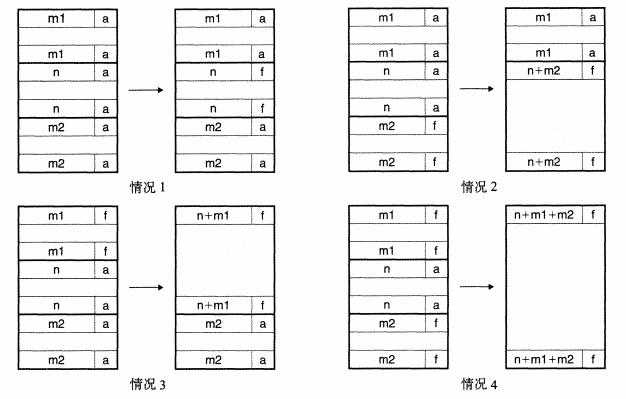 m1 a
m1 a
n a
n a
m2 a
m2 a
m1 a
m1 a
n f
n f
m2 a
m2 a
情况 1
m1 a
m1 a
n a
n a
m2 f
m2 f
m1 a
m1 a
n+m2 f
n+m2 f
情况 2
m1 f
m1 f
n a
n a
m2 a
m2 a
n+m1 f
n+m1 f
m2 a
m2 a
情况 3
m1 f
m1 f
n a
n a
m2 f
m2 f
n+m1+m2 f
n+m1+m2 f
情况 4